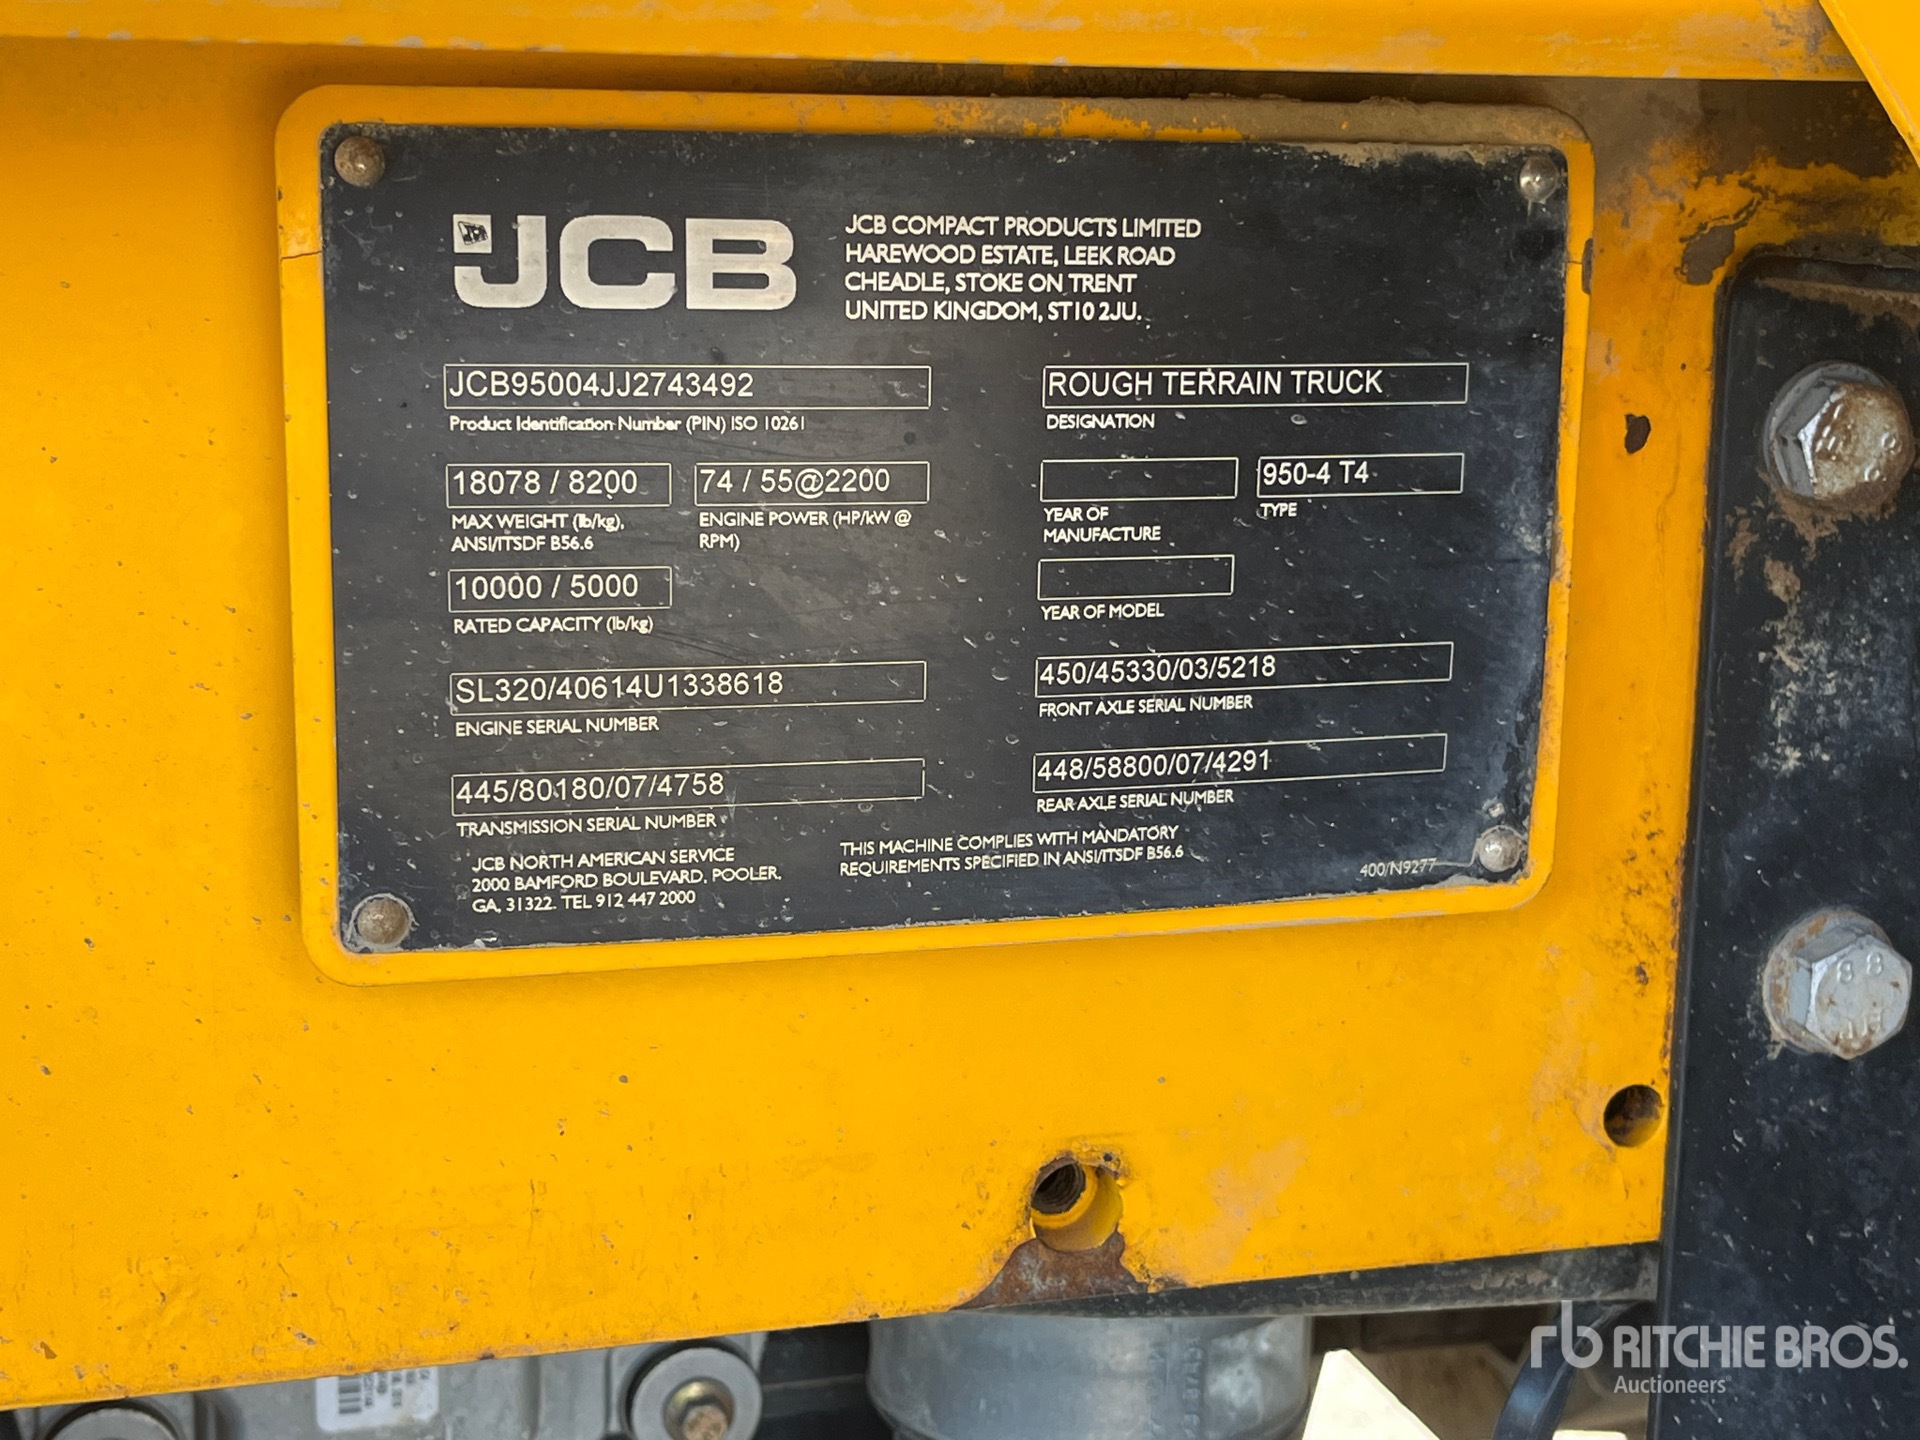 JCB
JCB COMPACT PRODUCTS LIMITED
HAREWOOD ESTATE, LEEK ROAD
CHEADLE, STOKE ON TRENT
UNITED KINGDOM, ST10 2JU.
JCB95004JJ2743492
Product Identification Number (PIN) ISO 10261
ROUGH TERRAIN TRUCK
DESIGNATION
18078 / 8200
MAX WEIGHT (lb/kg),
ANSI/ITSDF B56.6
74 / 55@2200
ENGINE POWER (HP/kW @
RPM)
YEAR OF
MANUFACTURE
950-4 T4
TYPE
10000 / 5000
RATED CAPACITY (lb/kg)
YEAR OF MODEL
SL320/40614U1338618
ENGINE SERIAL NUMBER
450/45330/03/5218
FRONT AXLE SERIAL NUMBER
445/80180/07/4758
TRANSMISSION SERIAL NUMBER
448/58800/07/4291
REAR AXLE SERIAL NUMBER
JCB NORTH AMERICAN SERVICE
2000 BAMFORD BOULEVARD, POOLER,
GA, 31322. TEL 912 447 2000
THIS MACHINE COMPLIES WITH MANDATORY
REQUIREMENTS SPECIFIED IN ANSI/ITSDF B56.6
400/N9277
8 8
rb RITCHIE BROS.
Auctioneers